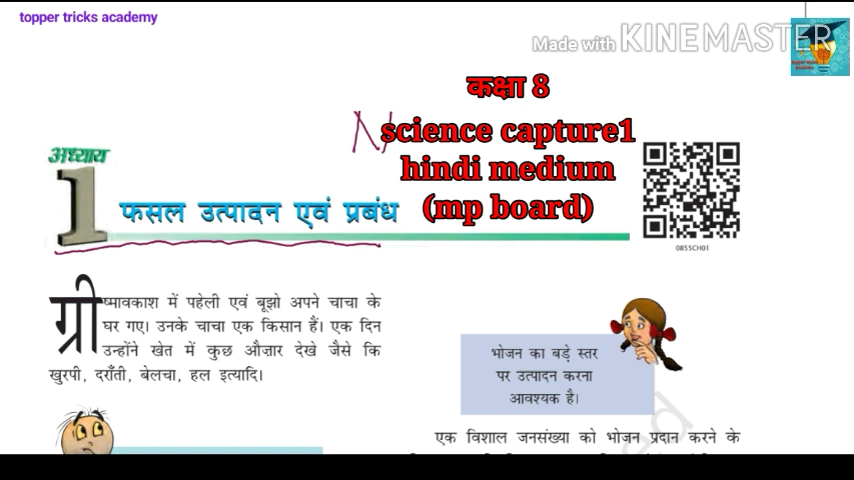 topper tricks academy
Made with KINEMASTER
कक्षा 8
science capture1
hindi medium
(mp board)
अध्याय
1
फसल उत्पादन एवं प्रबंध
0855CH01
ग्रीष्मावकाश में पहेली एवं बूझो अपने चाचा के
घर गए। उनके चाचा एक किसान हैं। एक दिन
उन्होंने खेत में कुछ औज़ार देखे जैसे कि
खुरपी, दराँती, बेलचा, हल इत्यादि।
भोजन का बड़े स्तर
पर उत्पादन करना
आवश्यक है।
एक विशाल जनसंख्या को भोजन प्रदान करने के